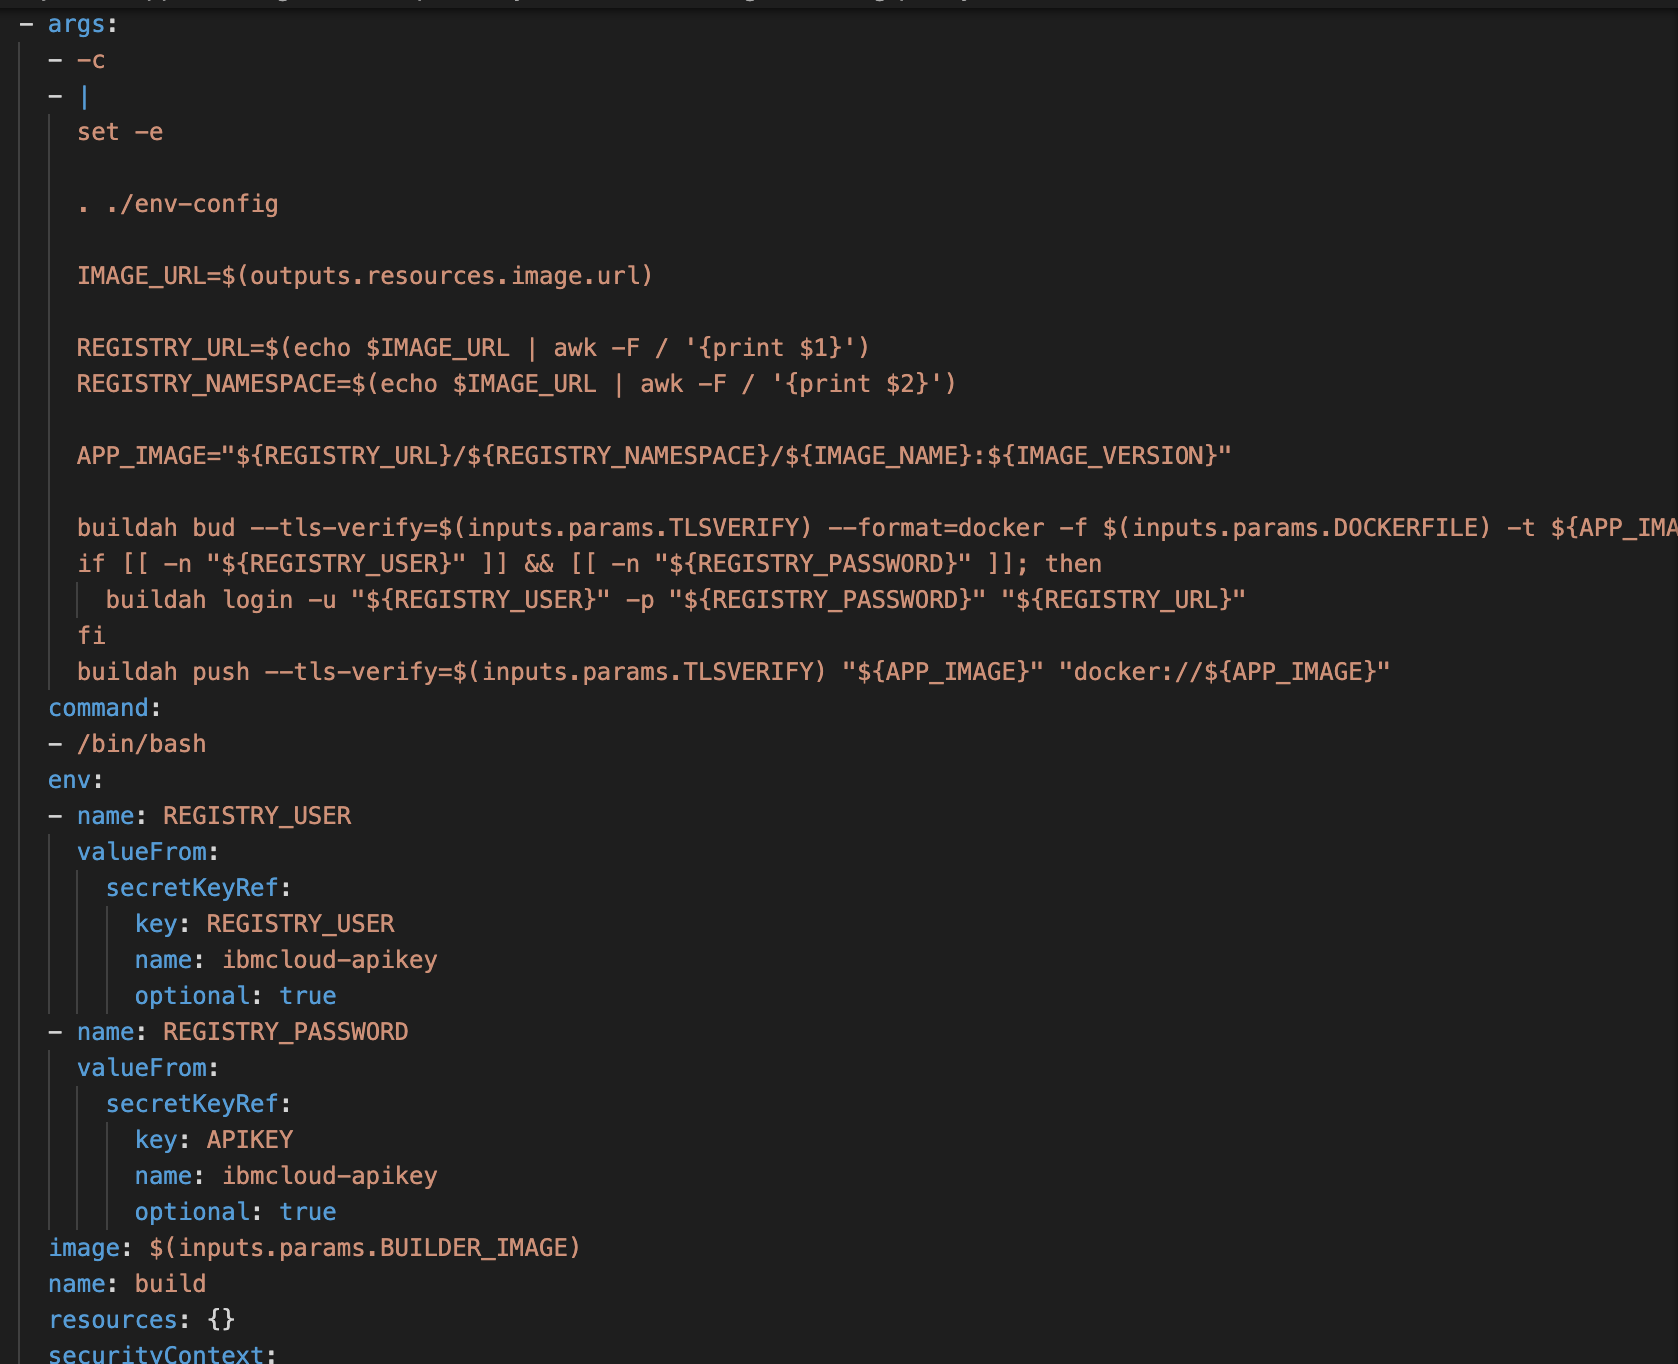 - args:
- -c
- |
set -e
. ./env-config
IMAGE_URL=$(outputs.resources.image.url)
REGISTRY_URL=$(echo $IMAGE_URL | awk -F / '{print $1}')
REGISTRY_NAMESPACE=$(echo $IMAGE_URL | awk -F / '{print $2}')
APP_IMAGE="${REGISTRY_URL}/${REGISTRY_NAMESPACE}/${IMAGE_NAME}:${IMAGE_VERSION}"
buildah bud --tls-verify=$(inputs.params.TLSVERIFY) --format=docker -f $(inputs.params.DOCKERFILE) -t ${APP_IMA
if [[ -n "${REGISTRY_USER}" ]] && [[ -n "${REGISTRY_PASSWORD}" ]]; then
buildah login -u "${REGISTRY_USER}" -p "${REGISTRY_PASSWORD}" "${REGISTRY_URL}"
fi
buildah push --tls-verify=$(inputs.params.TLSVERIFY) "${APP_IMAGE}" "docker://${APP_IMAGE}"
command:
- /bin/bash
env:
- name: REGISTRY_USER
valueFrom:
secretKeyRef:
key: REGISTRY_USER
name: ibmcloud-apikey
optional: true
- name: REGISTRY_PASSWORD
valueFrom:
secretKeyRef:
key: APIKEY
name: ibmcloud-apikey
optional: true
image: $(inputs.params.BUILDER_IMAGE)
name: build
resources: {}
securityContext: